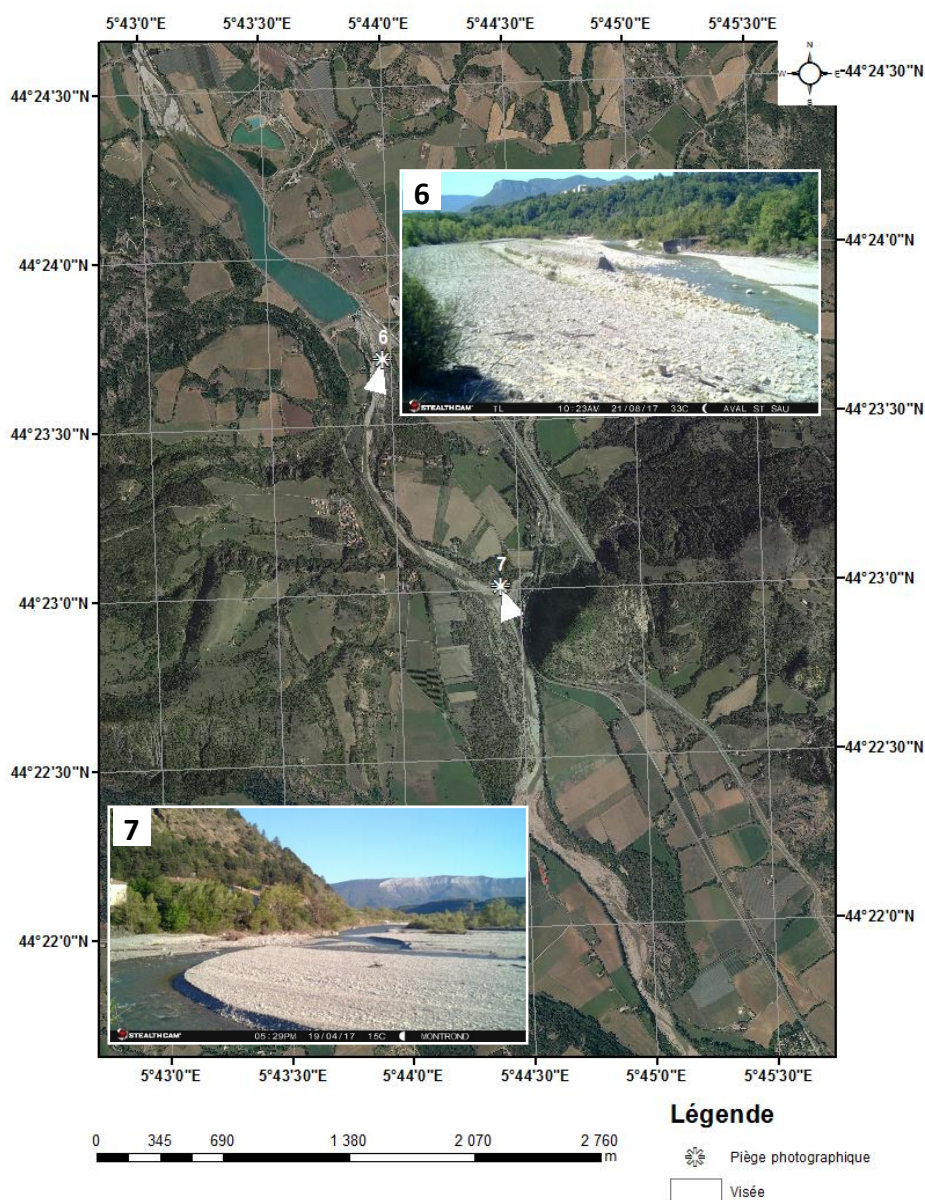 5°43'0"E 5°43'30"E 5°44'0"E 5°44'30"E 5°45'0"E 5°45'30"E
N
W E
S
44°24'30"N 44°24'30"N
6
44°24'0"N 44°24'0"N
6
STEALTHCAM TL 10:23AM 21/08/17 33C AVAL ST SAU
44°23'30"N 44°23'30"N
7
44°23'0"N 44°23'0"N
44°22'30"N 44°22'30"N
7
44°22'0"N 44°22'0"N
STEALTHCAM 05:29PM 19/04/17 15C MONTROND
5°43'0"E 5°43'30"E 5°44'0"E 5°44'30"E 5°45'0"E 5°45'30"E
0 345 690 1 380 2 070 2 760
m
Légende
Piège photographique
Visée